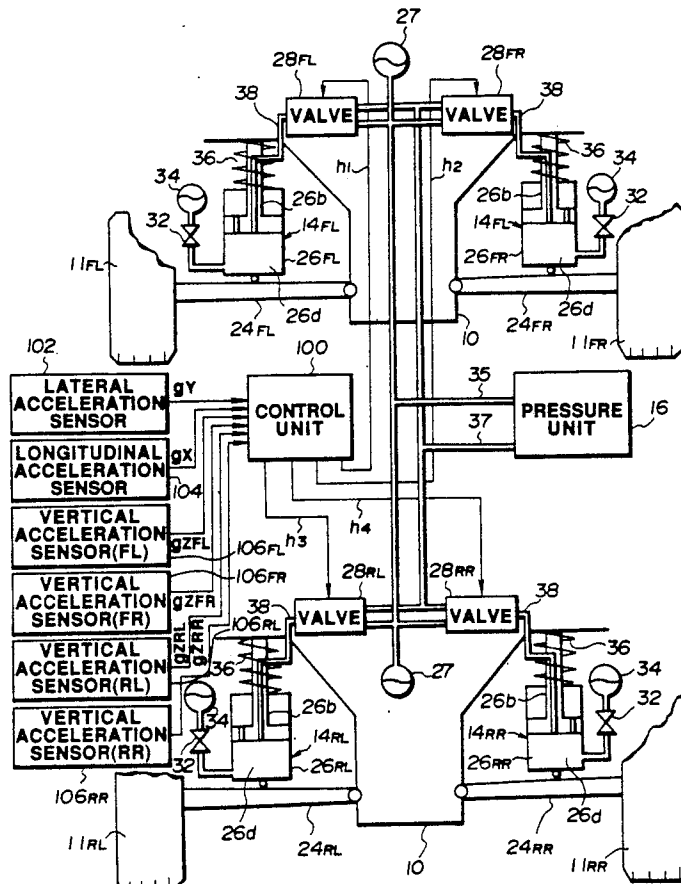 27
28FL
28FR
38
VALVE
VALVE
38
36
h1
h2
36
34
34
26b
26b
32
32
14FL
14FL
11FL
26FL
26FR
26d
26d
24FL
24FR
10
11FR
102
100
LATERAL
ACCELERATION
SENSOR
gY
CONTROL
UNIT
35
PRESSURE
UNIT
37
16
LONGITUDINAL
ACCELERATION
SENSOR
gX
104
VERTICAL
ACCELERATION
SENSOR(FL)
gZFL
106FL
h3
h4
106FR
VERTICAL
ACCELERATION
SENSOR(FR)
gZFR
28RL
28RR
38
VALVE
VALVE
38
gZRL
gZRR
106RL
VERTICAL
ACCELERATION
SENSOR(RL)
36
27
36
34
34
26b
26b
32
32
VERTICAL
ACCELERATION
SENSOR(RR)
14RL
14RR
26RL
26RR
106RR
26d
26d
11RL
24RL
10
24RR
11RR